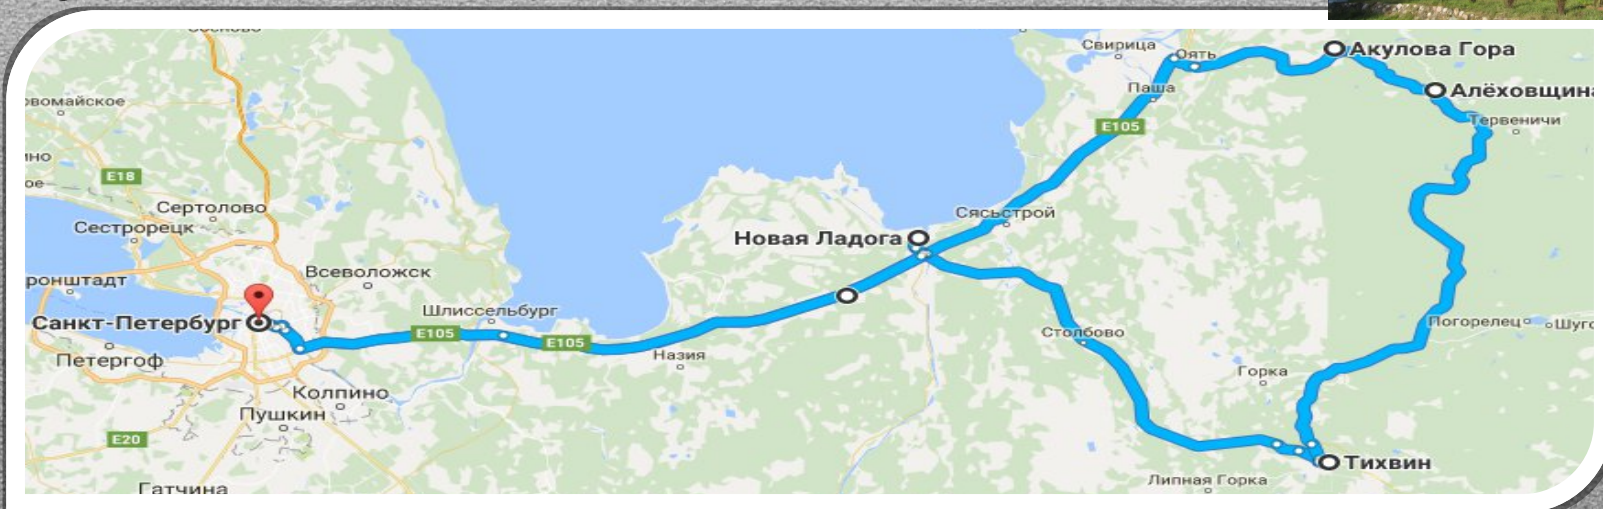 Свирица
Оять
Акулова Гора
Паша
Алёховщина
E105
Тервеничи
E18
Сертолово
Сестрорецк
Сясьстрой
Новая Ладога
Всеволожск
Шлиссельбург
Санкт-Петербург
E105
E105
Петергоф
Назия
Столбово
Погорелец
Горка
Колпино
Пушкин
E20
Тихвин
Липная Горка
Гатчина